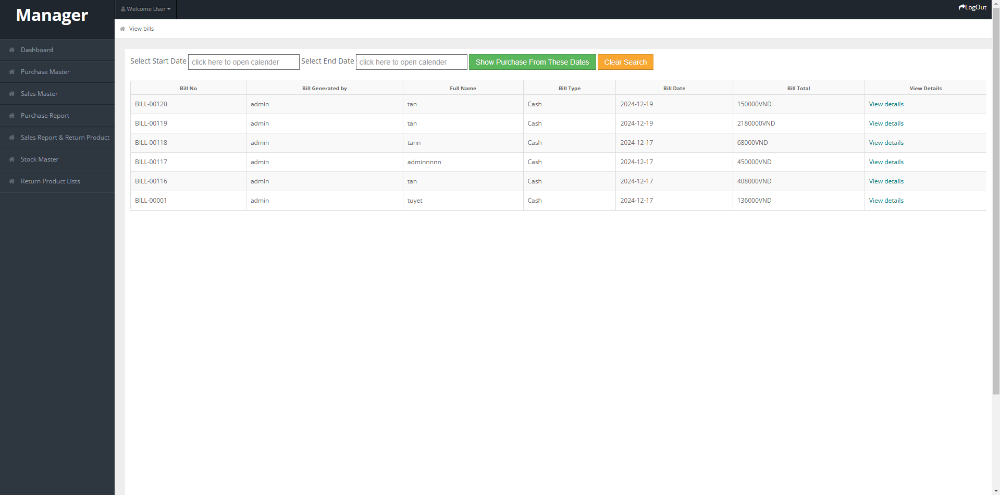 Manager
Welcome User
LogOut
View bills
Dashboard
Purchase Master
Sales Master
Purchase Report
Sales Report & Return Product
Stock Master
Return Product Lists
Select Start Date click here to open calender Select End Date click here to open calender Show Purchase From These Dates Clear Search
Bill No Bill Generated by Full Name Bill Type Bill Date Bill Total View Details
BILL-00120 admin tan Cash 2024-12-19 150000VND View details
BILL-00119 admin tan Cash 2024-12-19 2180000VND View details
BILL-00118 admin tann Cash 2024-12-17 68000VND View details
BILL-00117 admin adminnnnn Cash 2024-12-17 450000VND View details
BILL-00116 admin tan Cash 2024-12-17 408000VND View details
BILL-00001 admin tuyet Cash 2024-12-17 136000VND View details